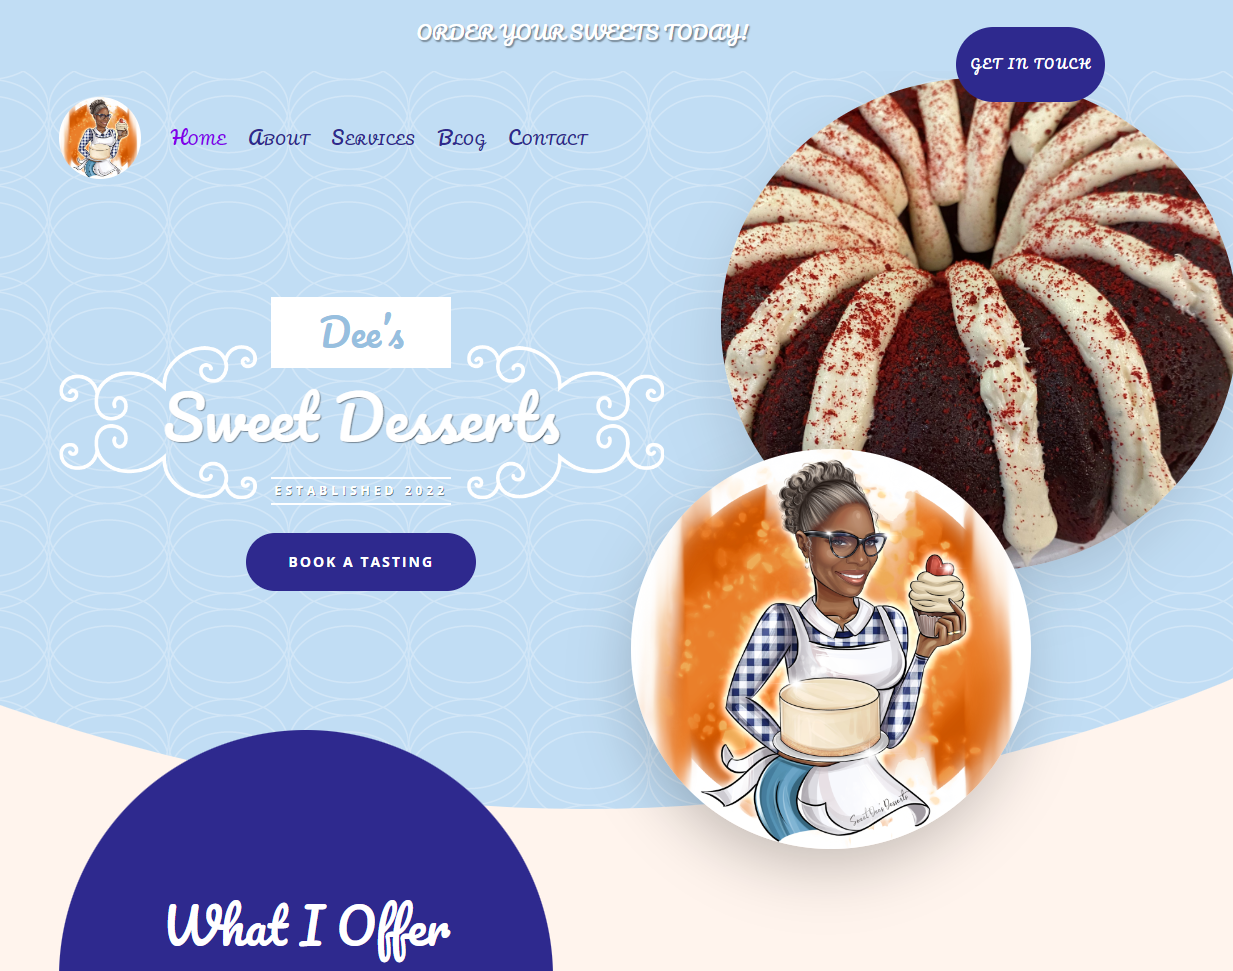 ORDER YOUR SWEETS TODAY!
GET IN TOUCH
Home About Services Blog Contact
Dee's
Sweet Desserts
ESTABLISHED 2022
BOOK A TASTING
Sweet Dee's Desserts
What I Offer